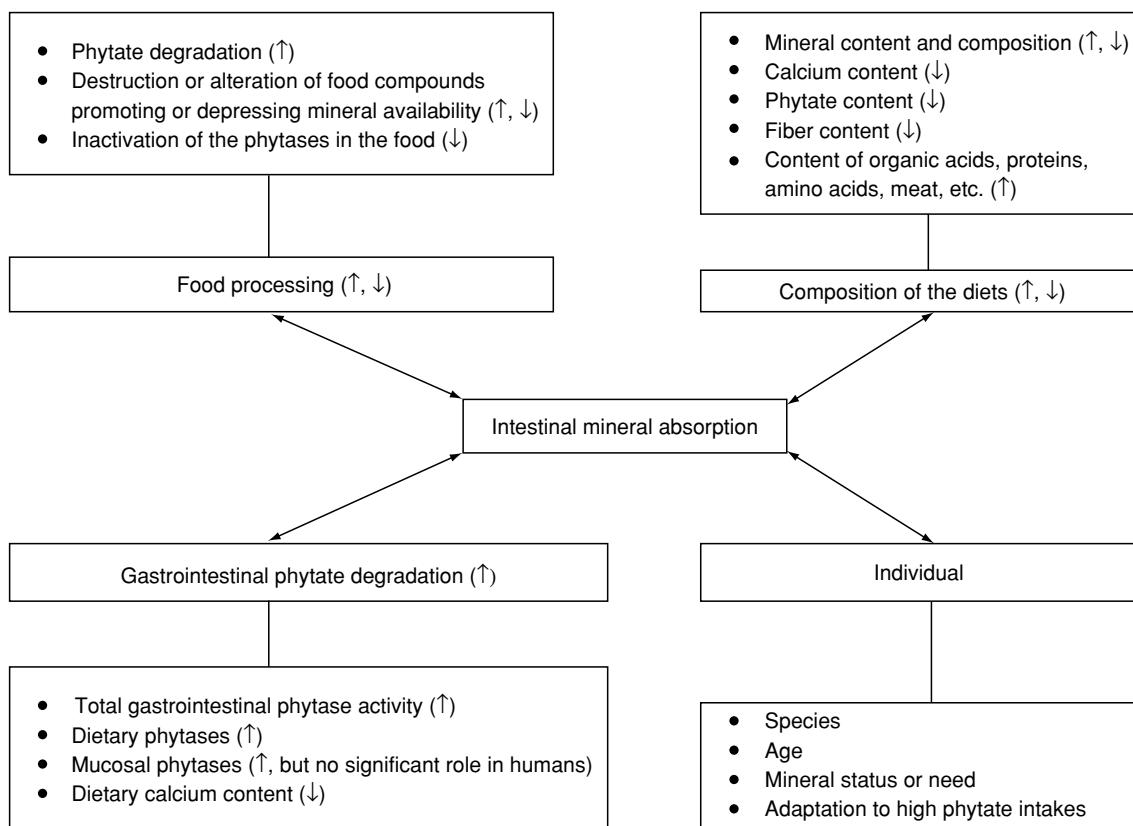 • Phytate degradation (↑)
• Destruction or alteration of food compounds
promoting or depressing mineral availability (↑, ↓)
• Inactivation of the phytases in the food (↓)
Food processing (↑, ↓)
• Mineral content and composition (↑, ↓)
• Calcium content (↓)
• Phytate content (↓)
• Fiber content (↓)
• Content of organic acids, proteins,
amino acids, meat, etc. (↑)
Composition of the diets (↑, ↓)
Intestinal mineral absorption
Gastrointestinal phytate degradation (↑)
• Total gastrointestinal phytase activity (↑)
• Dietary phytases (↑)
• Mucosal phytases (↑, but no significant role in humans)
• Dietary calcium content (↓)
Individual
• Species
• Age
• Mineral status or need
• Adaptation to high phytate intakes